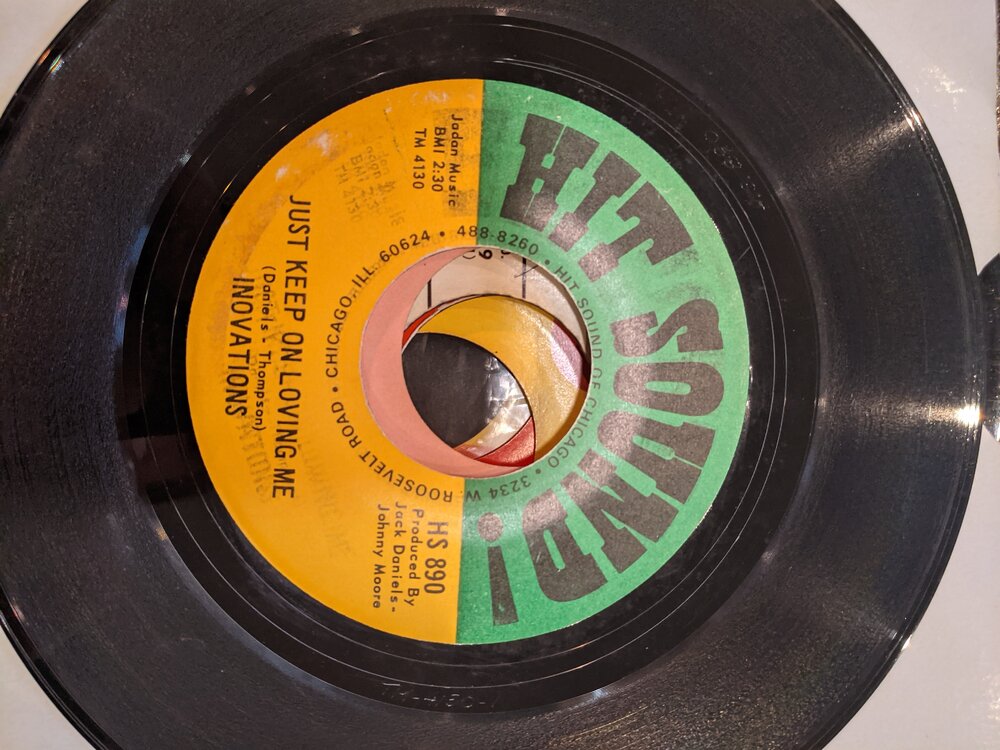 HIT SOUND!
HIT SOUND OF CHICAGO • 3234 W. ROOSEVELT ROAD • CHICAGO, ILL. 60624 • 488-8260 •
Jadan Music
BMI 2:30
TM 4130
HS 890
Produced By
Jack Daniels -
Johnny Moore
JUST KEEP ON LOVING ME
(Daniels - Thompson)
INOVATIONS